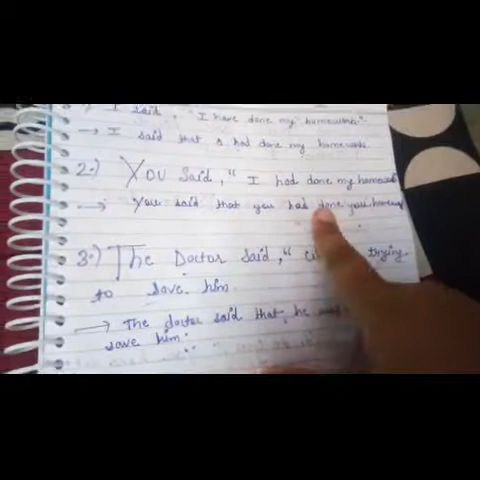 I said, "I have done my homework".
→ I said that I had done my homework
2.) You said, "I had done my homework
→ You said that you had done your homework
3.) The Doctor said, " trying
to save him.
→ The doctor said that, he
save him.